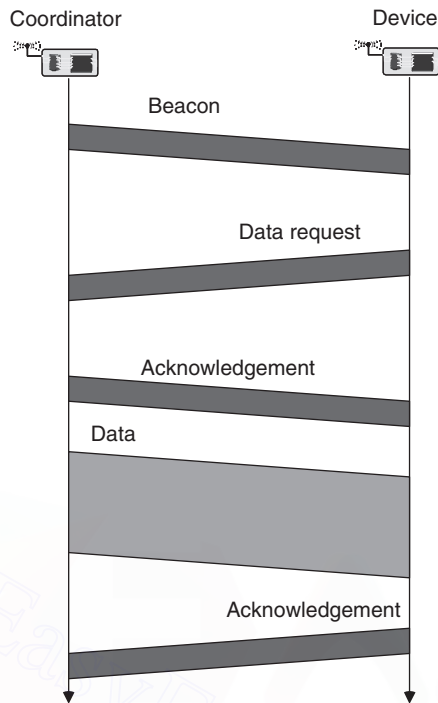 Coordinator
Device
Beacon
Data request
Acknowledgement
Data
Acknowledgement